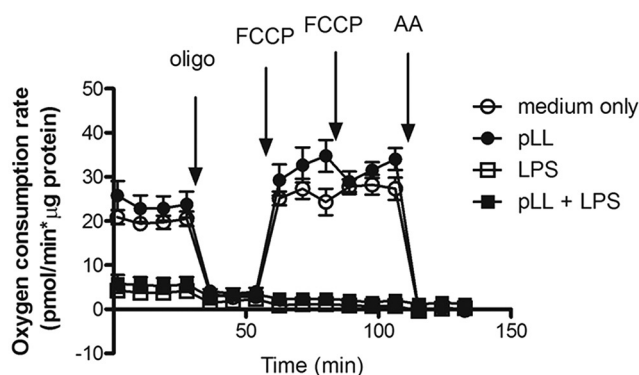 oligo
FCCP
FCCP
AA
Oxygen consumption rate
(pmol/min*µg protein)
50
40
30
20
10
0
-10
50
100
150
Time (min)
medium only
pLL
LPS
pLL + LPS